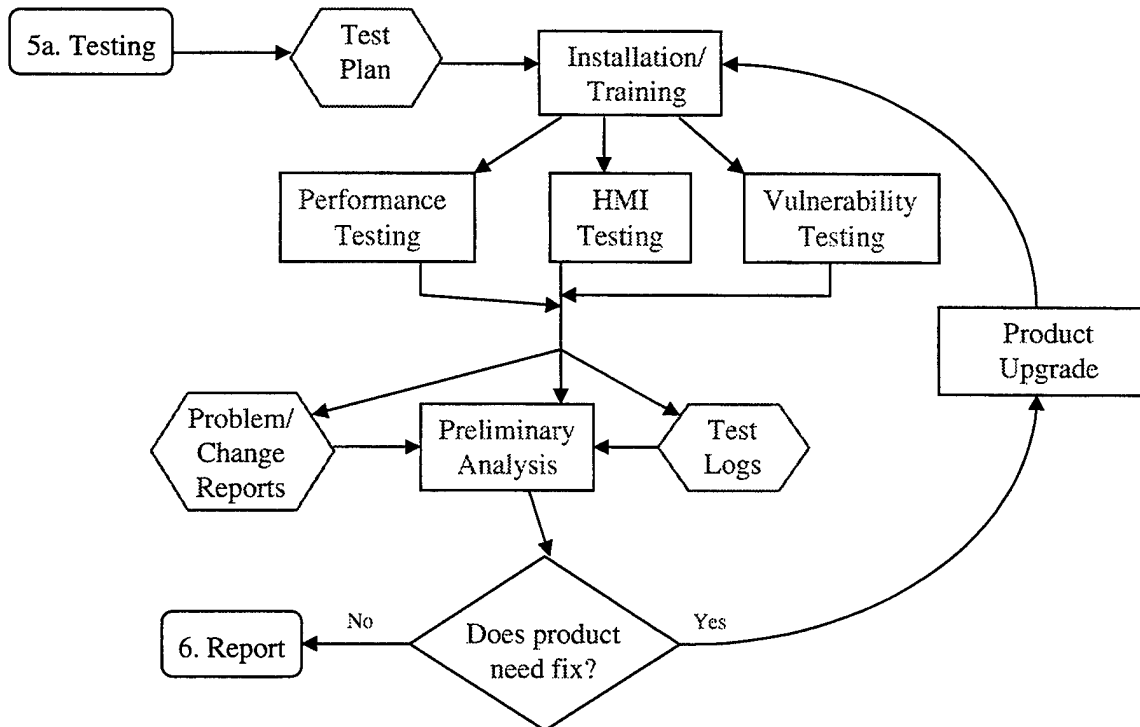 5a. Testing
Test
Plan
Installation/
Training
Performance
Testing
HMI
Testing
Vulnerability
Testing
Product
Upgrade
Problem/
Change
Reports
Preliminary
Analysis
Test
Logs
No
Yes
6. Report
Does product
need fix?